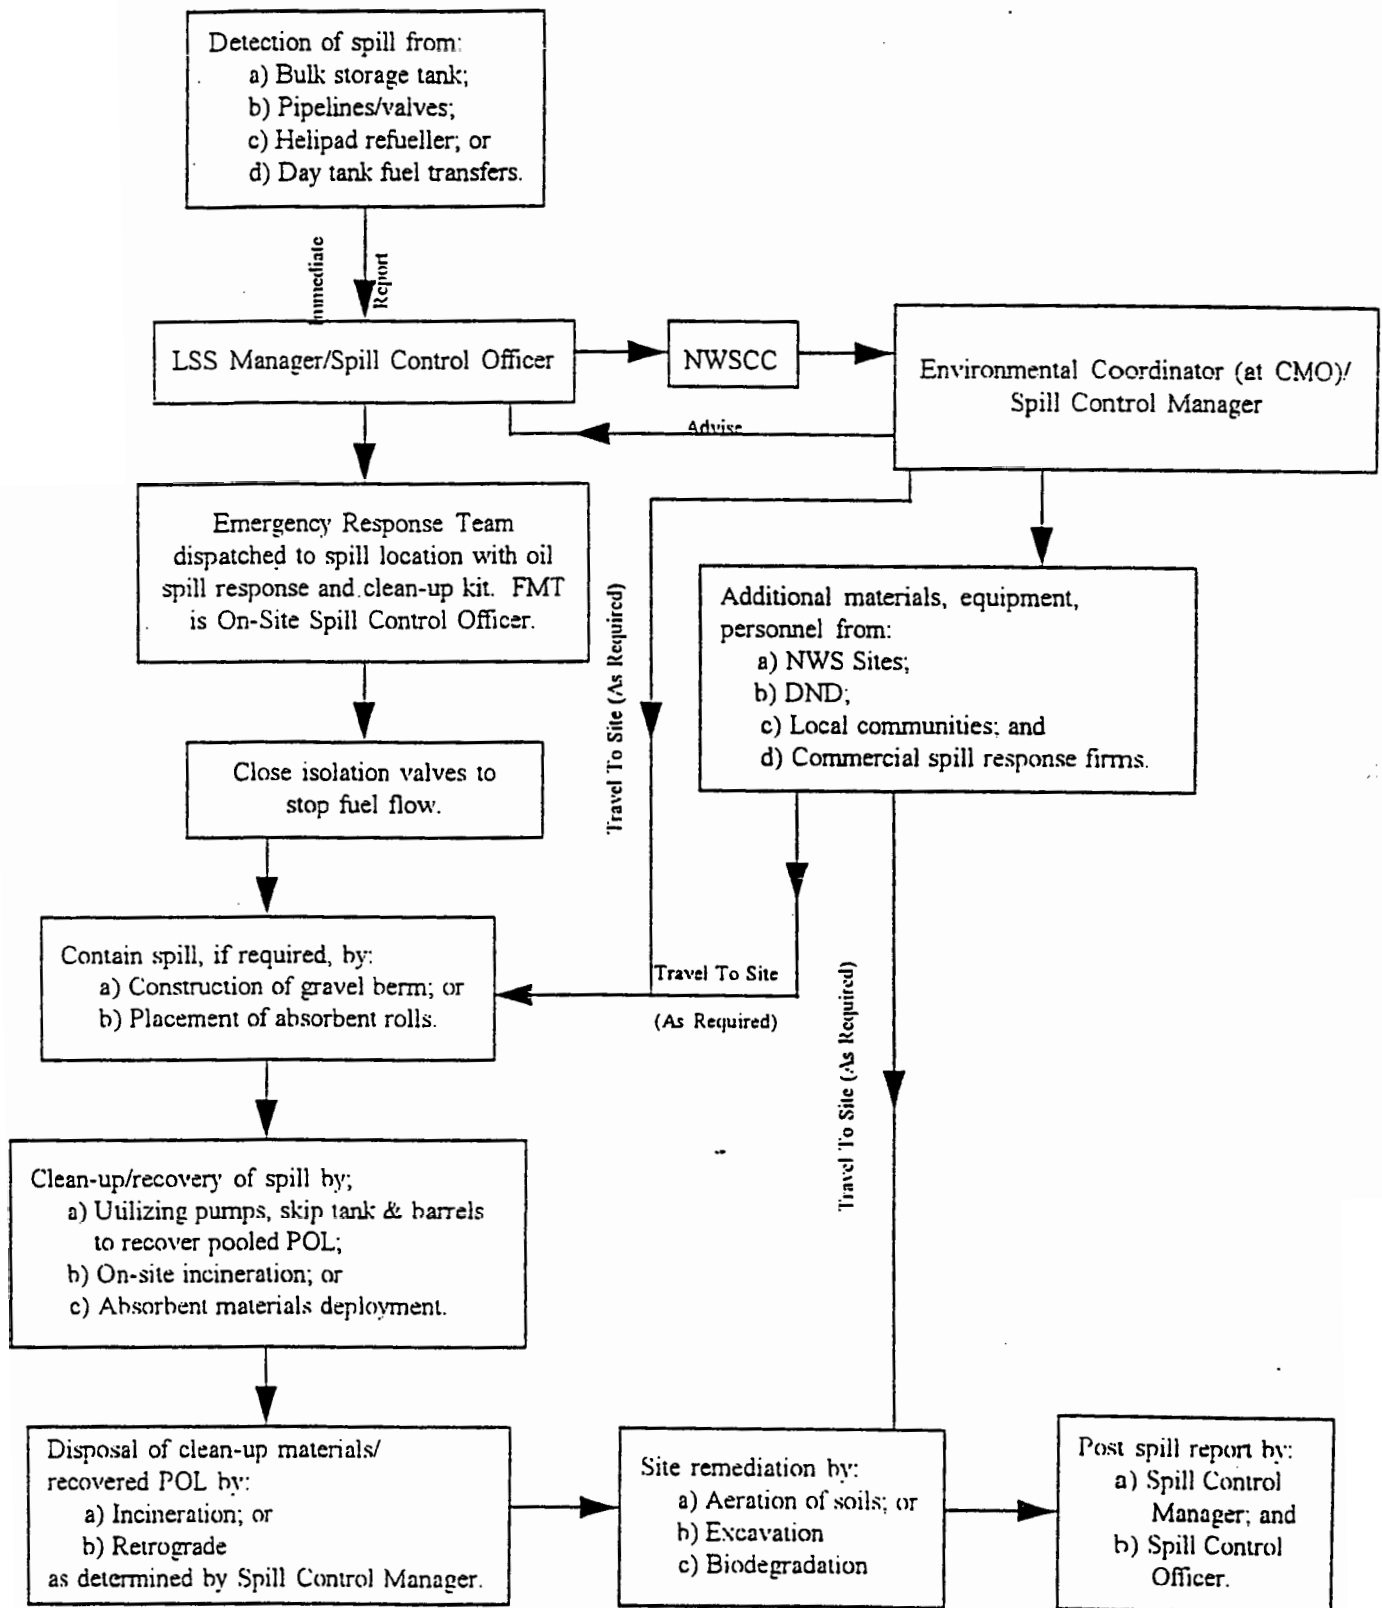 Detection of spill from:
a) Bulk storage tank;
b) Pipelines/valves;
c) Helipad refueller; or
d) Day tank fuel transfers.
Immediate
Report
LSS Manager/Spill Control Officer
NWSCC
Environmental Coordinator (at CMO)/
Spill Control Manager
Advise
Emergency Response Team
dispatched to spill location with oil
spill response and clean-up kit. FMT
is On-Site Spill Control Officer.
Travel To Site (As Required)
Additional materials, equipment,
personnel from:
a) NWS Sites;
b) DND;
c) Local communities; and
d) Commercial spill response firms.
Close isolation valves to
stop fuel flow.
Contain spill, if required, by:
a) Construction of gravel berm; or
b) Placement of absorbent rolls.
Travel To Site
(As Required)
Travel To Site (As Required)
Clean-up/recovery of spill by;
a) Utilizing pumps, skip tank & barrels
to recover pooled POL;
b) On-site incineration; or
c) Absorbent materials deployment.
Disposal of clean-up materials/
recovered POL by:
a) Incineration; or
b) Retrograde
as determined by Spill Control Manager.
Site remediation by:
a) Aeration of soils; or
b) Excavation
c) Biodegradation
Post spill report by:
a) Spill Control
Manager; and
b) Spill Control
Officer.